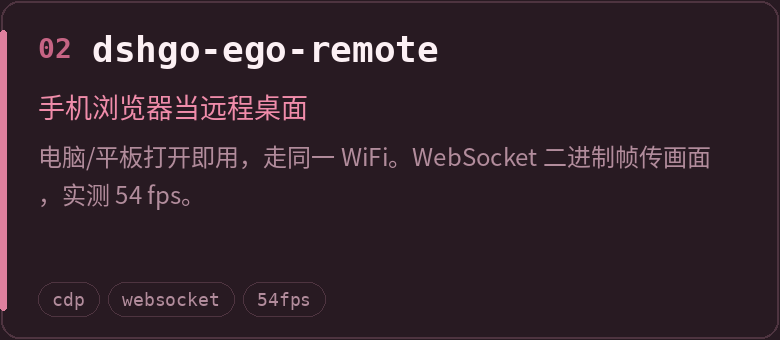 02 dshgo-ego-remote
手机浏览器当远程桌面
电脑/平板打开即用，走同一 WiFi。WebSocket 二进制帧传画面
，实测 54 fps。
cdp websocket 54fps